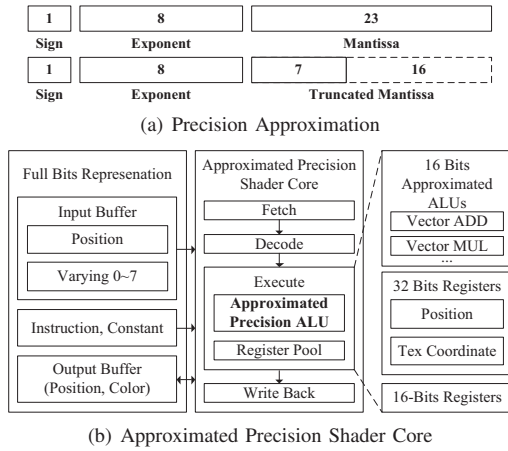 1 8 23
Sign Exponent Mantissa
1 8 7 16
Sign Exponent Truncated Mantissa
(a) Precision Approximation
Full Bits Represenation
Input Buffer
Position
Varying 0~7
Instruction, Constant
Output Buffer
(Position, Color)
Approximated Precision
Shader Core
Fetch
Decode
Execute
Approximated
Precision ALU
Register Pool
Write Back
16 Bits
Approximated
ALUs
Vector ADD
Vector MUL
...
32 Bits Registers
Position
Tex Coordinate
16-Bits Registers
(b) Approximated Precision Shader Core